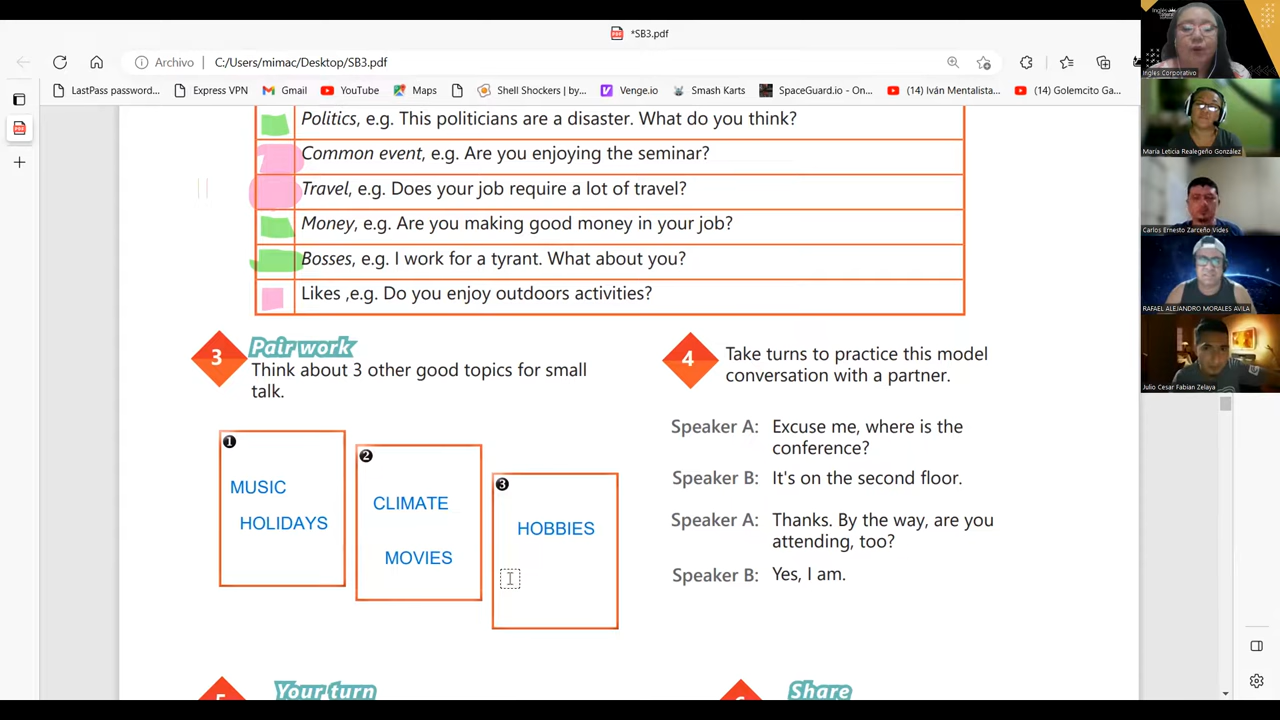 *SB3.pdf
Archivo C:/Users/mimac/Desktop/SB3.pdf
LastPass password... Express VPN Gmail YouTube Maps Shell Shockers | by... Venge.io Smash Karts SpaceGuard.io - On... (14) Iván Mentalista... (14) Golemcito Ga...
Politics, e.g. This politicians are a disaster. What do you think?
Common event, e.g. Are you enjoying the seminar?
Travel, e.g. Does your job require a lot of travel?
Money, e.g. Are you making good money in your job?
Bosses, e.g. I work for a tyrant. What about you?
Likes ,e.g. Do you enjoy outdoors activities?
3 Pair work
Think about 3 other good topics for small
talk.
1
MUSIC
HOLIDAYS
2
CLIMATE
MOVIES
3
HOBBIES
4 Take turns to practice this model
conversation with a partner.
Speaker A: Excuse me, where is the
conference?
Speaker B: It's on the second floor.
Speaker A: Thanks. By the way, are you
attending, too?
Speaker B: Yes, I am.
Your turn
Share
Inglés Corporativo
María Leticia Realegeño González
Carlos Ernesto Zarceño Vides
RAFAEL ALEJANDRO MORALES AVILA
Julio Cesar Fabian Zelaya